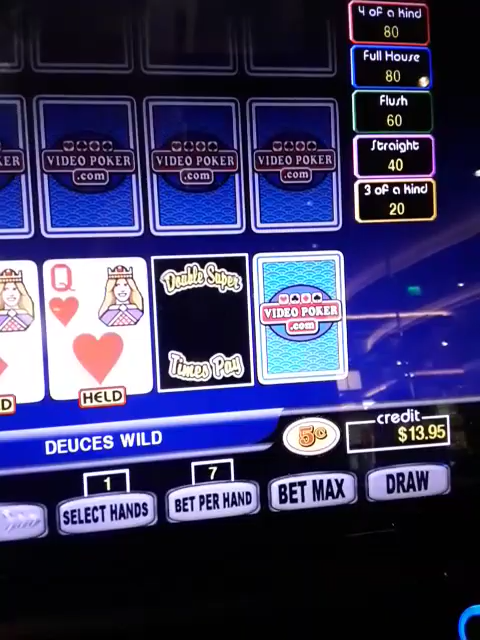 4 of a kind
80
Full House
80
Flush
60
Straight
40
3 of a kind
20
KER
VIDEO POKER
.com
VIDEO POKER
.com
VIDEO POKER
.com
Q
Double Super
Times Pay
VIDEO POKER
.com
D
HELD
DEUCES WILD
5¢
credit
$13.95
1
SELECT HANDS
7
BET PER HAND
BET MAX
DRAW